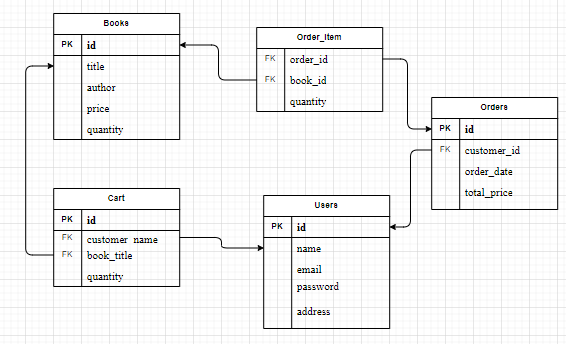 Books
PK id
title
author
price
quantity
Order_Item
FK order_id
FK book_id
quantity
Orders
PK id
FK customer_id
order_date
total_price
Cart
PK id
FK customer_name
FK book_title
quantity
Users
PK id
name
email
password
address